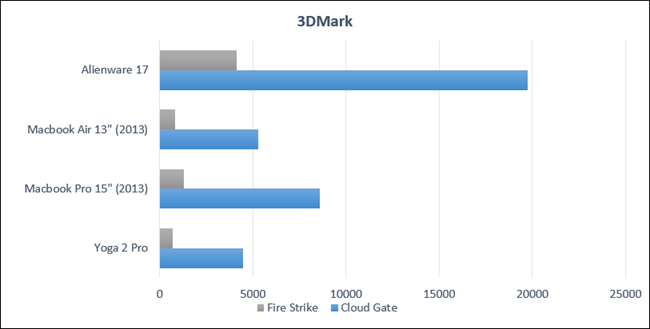 3DMark
Alienware 17
Macbook Air 13" (2013)
Macbook Pro 15" (2013)
Yoga 2 Pro
0 5000 10000 15000 20000 25000
Fire Strike Cloud Gate